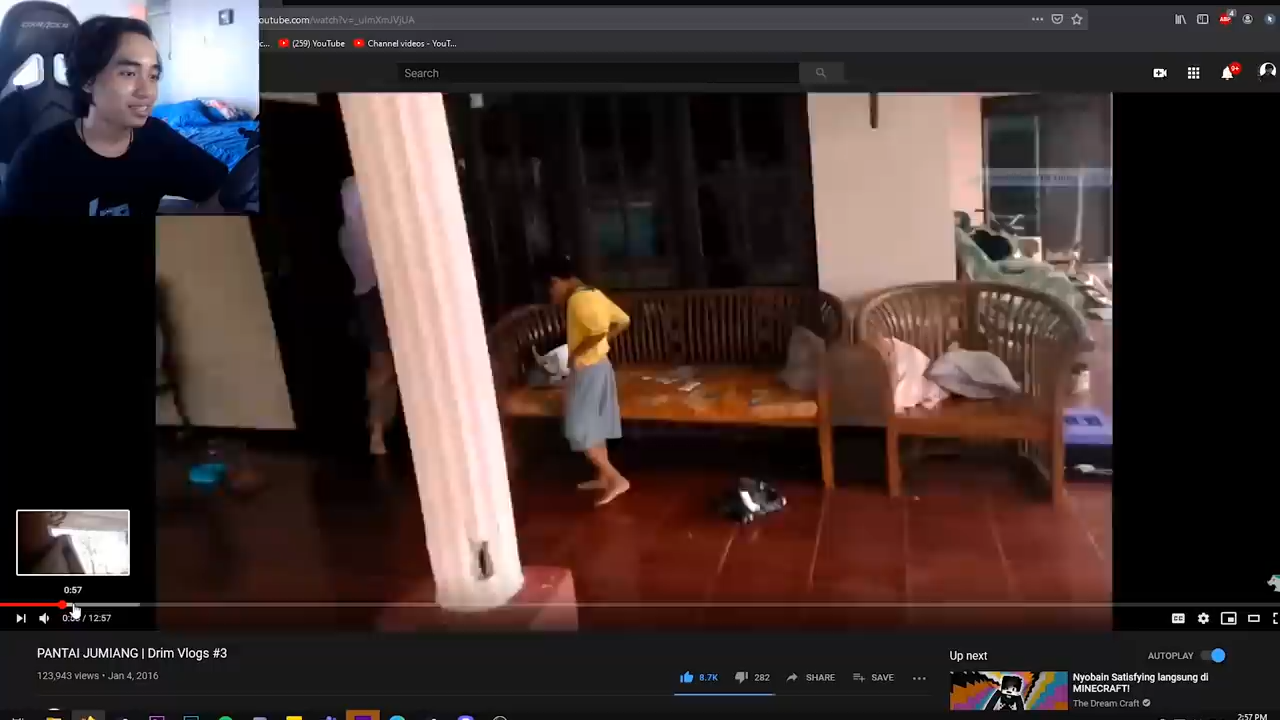 outube.com/watch?v=_uImXmJVjUA
c... (259) YouTube Channel videos - YouT...
Search
9+
0:57
/ 12:57
PANTAI JUMIANG | Drim Vlogs #3
123,943 views • Jan 4, 2016
8.7K 282 SHARE SAVE
Up next AUTOPLAY
Nyobain Satisfying langsung di
MINECRAFT!
The Dream Craft
2:57 PM